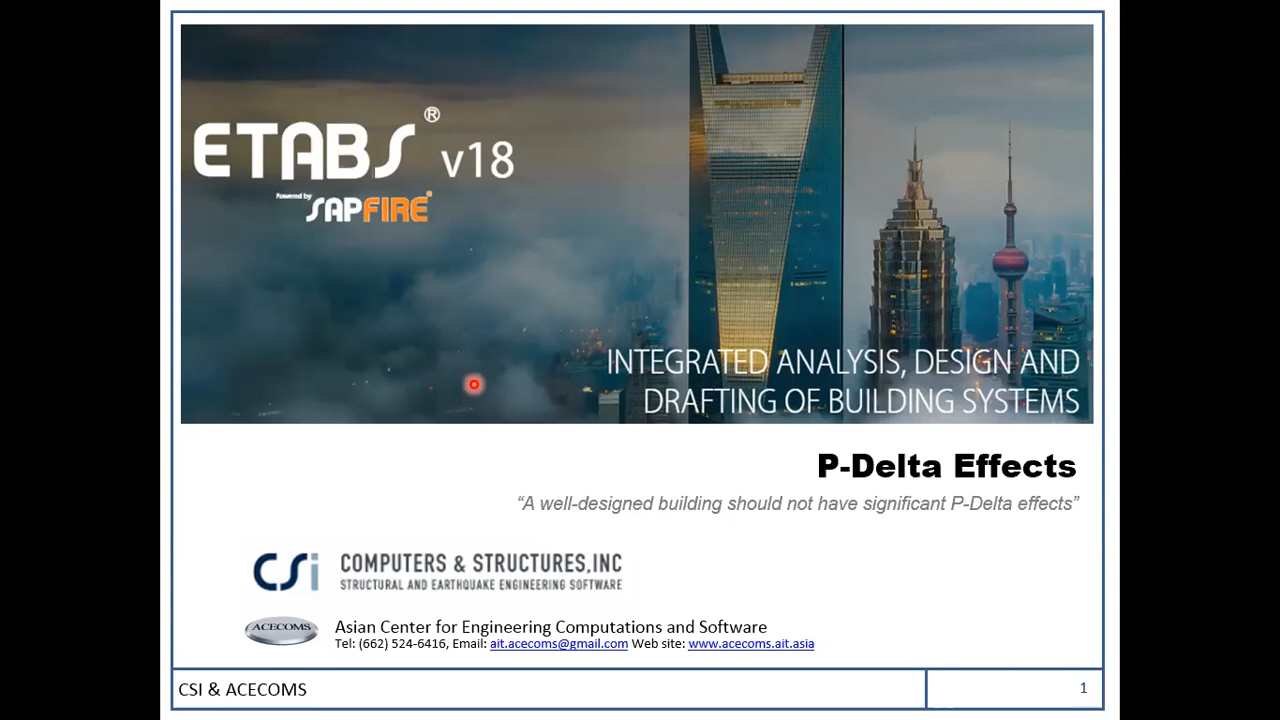 ETABS® v18
Powered by
SAPFIRE®
INTEGRATED ANALYSIS, DESIGN AND
DRAFTING OF BUILDING SYSTEMS
P-Delta Effects
“A well-designed building should not have significant P-Delta effects”
CSi COMPUTERS & STRUCTURES,INC
STRUCTURAL AND EARTHQUAKE ENGINEERING SOFTWARE
ACECOMS Asian Center for Engineering Computations and Software
Tel: (662) 524-6416, Email: ait.acecoms@gmail.com Web site: www.acecoms.ait.asia
CSI & ACECOMS 1